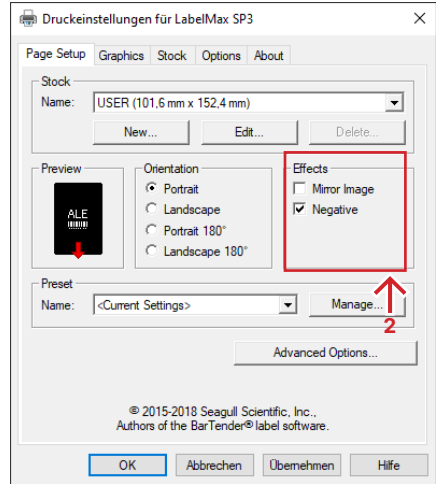 Druckeinstellungen für LabelMax SP3
Page Setup Graphics Stock Options About
Stock
Name: USER (101,6 mm x 152,4 mm)
New... Edit... Delete...
Preview
ALE
Orientation
Portrait
Landscape
Portrait 180°
Landscape 180°
Effects
Mirror Image
Negative
Preset
Name: <Current Settings> Manage...
2
Advanced Options...
© 2015-2018 Seagull Scientific, Inc.,
Authors of the BarTender® label software.
OK Abbrechen Übernehmen Hilfe